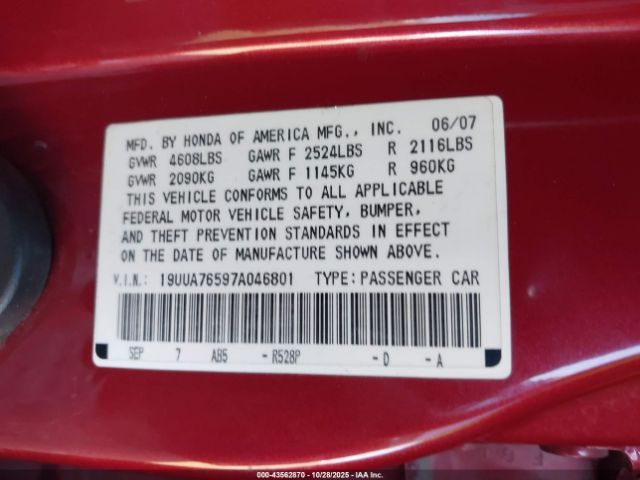 MFD. BY HONDA OF AMERICA MFG., INC. 06/07
GVWR 4608LBS GAWR F 2524LBS R 2116LBS
GVWR 2090KG GAWR F 1145KG R 960KG
THIS VEHICLE CONFORMS TO ALL APPLICABLE
FEDERAL MOTOR VEHICLE SAFETY, BUMPER,
AND THEFT PREVENTION STANDARDS IN EFFECT
ON THE DATE OF MANUFACTURE SHOWN ABOVE.
V.I.N.: 19UUA76597A046801 TYPE: PASSENGER CAR
SEP 7 AB5 -R528P -D -A
000-43562870 - 10/28/2025 - IAA Inc.